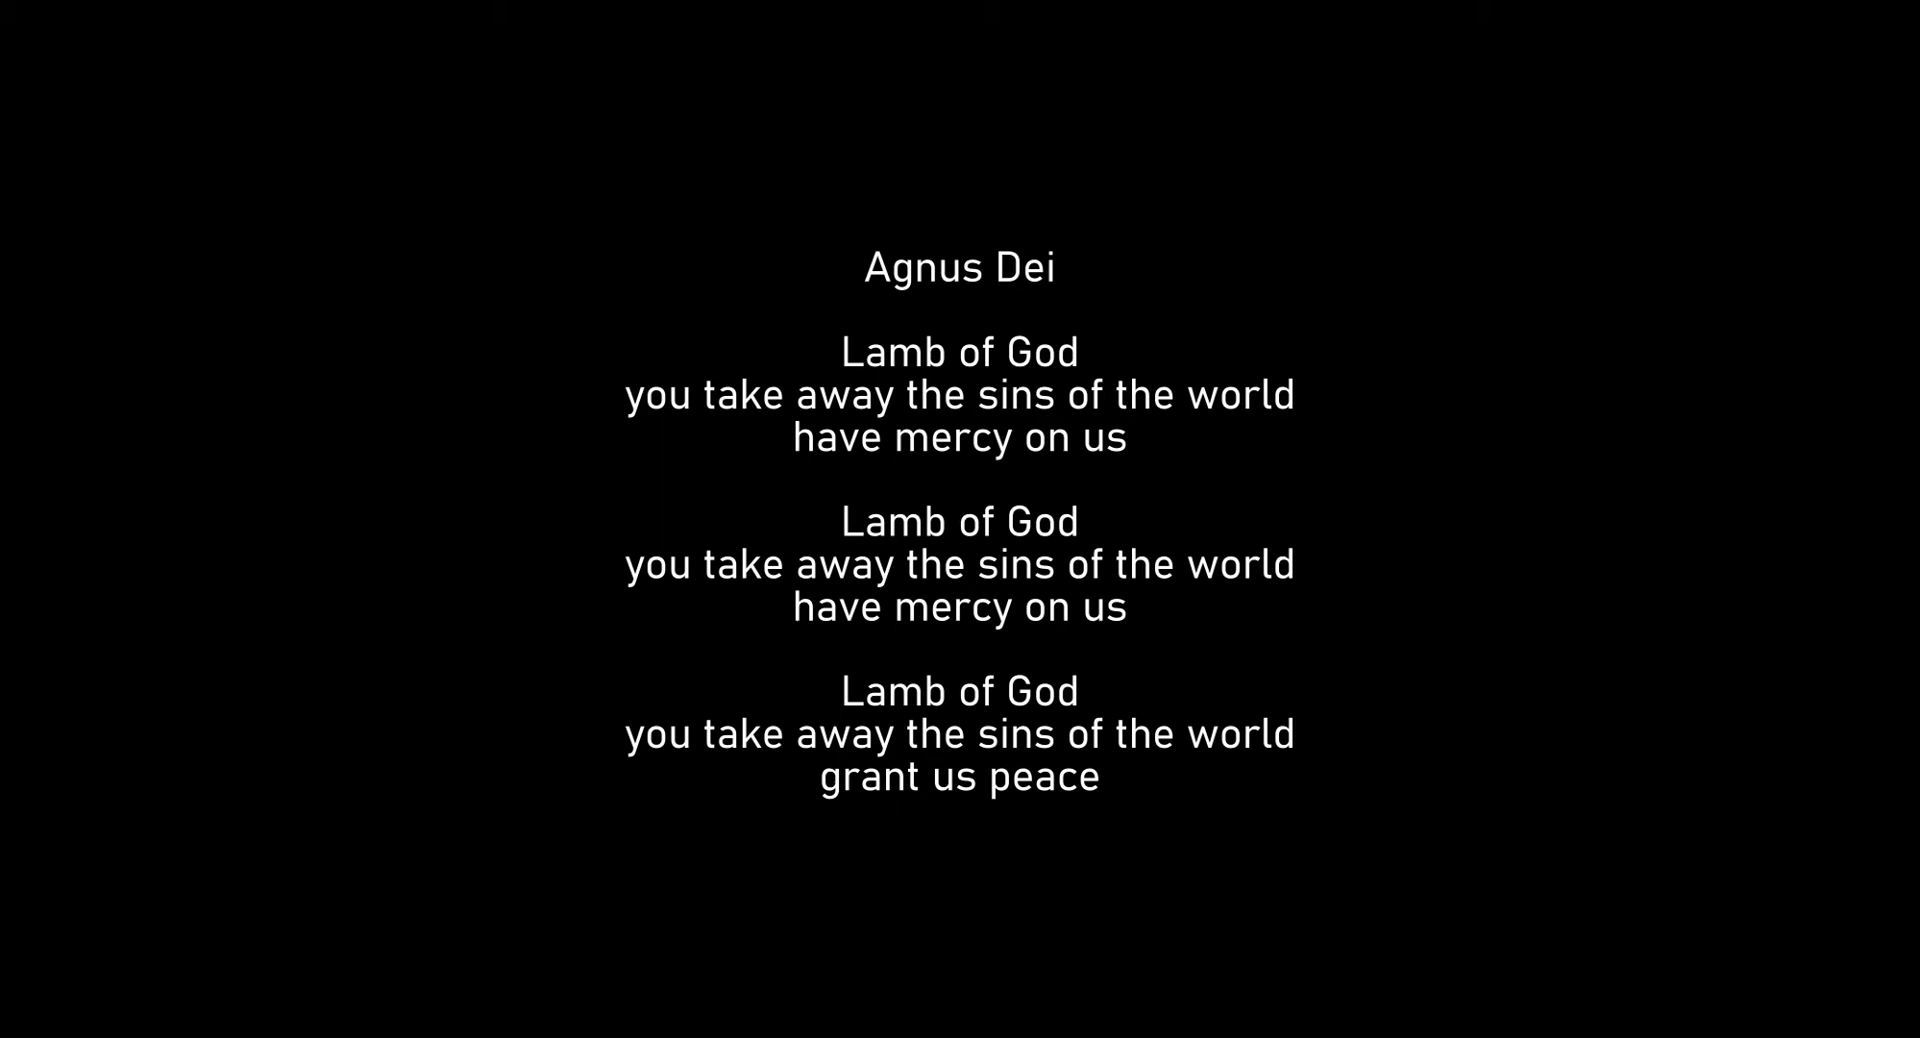 Agnus Dei
Lamb of God
you take away the sins of the world
have mercy on us
Lamb of God
you take away the sins of the world
have mercy on us
Lamb of God
you take away the sins of the world
grant us peace